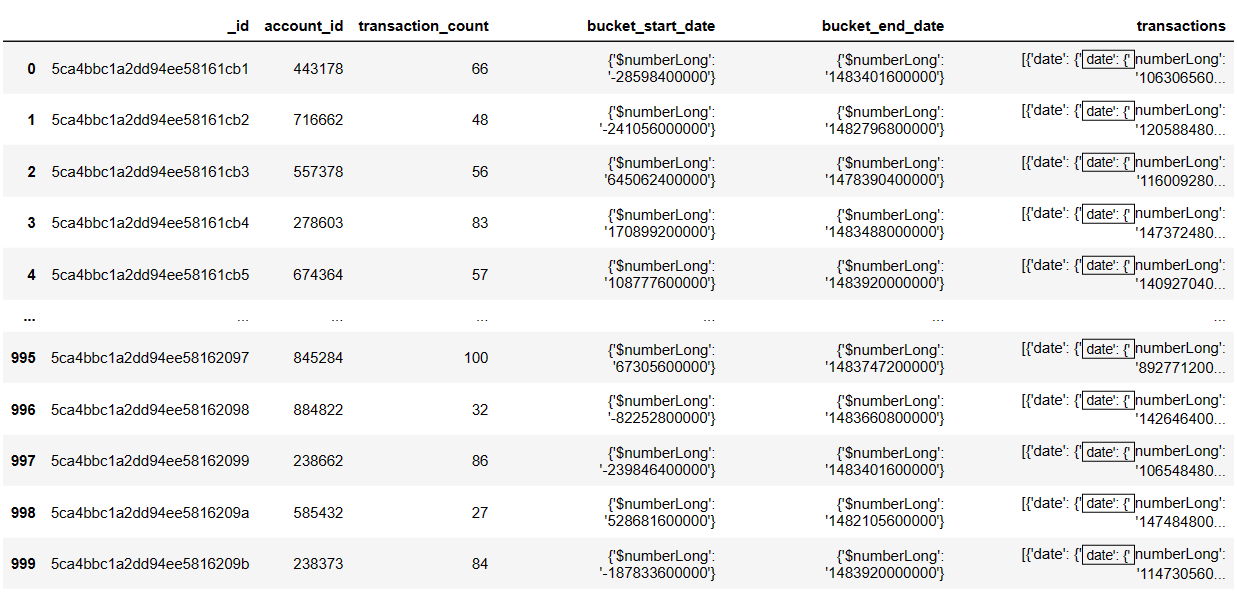 _id account_id transaction_count bucket_start_date bucket_end_date transactions
0 5ca4bbc1a2dd94ee58161cb1 443178 66 {'$numberLong': '-28598400000'} {'$numberLong': '1483401600000'} [{'date': {' date': {' numberLong': '106306560...
1 5ca4bbc1a2dd94ee58161cb2 716662 48 {'$numberLong': '-241056000000'} {'$numberLong': '1482796800000'} [{'date': {' date': {' numberLong': '120588480...
2 5ca4bbc1a2dd94ee58161cb3 557378 56 {'$numberLong': '645062400000'} {'$numberLong': '1478390400000'} [{'date': {' date': {' numberLong': '116009280...
3 5ca4bbc1a2dd94ee58161cb4 278603 83 {'$numberLong': '170899200000'} {'$numberLong': '1483488000000'} [{'date': {' date': {' numberLong': '147372480...
4 5ca4bbc1a2dd94ee58161cb5 674364 57 {'$numberLong': '108777600000'} {'$numberLong': '1483920000000'} [{'date': {' date': {' numberLong': '140927040...
... ... ... ... ... ... ...
995 5ca4bbc1a2dd94ee58162097 845284 100 {'$numberLong': '67305600000'} {'$numberLong': '1483747200000'} [{'date': {' date': {' numberLong': '892771200...
996 5ca4bbc1a2dd94ee58162098 884822 32 {'$numberLong': '-82252800000'} {'$numberLong': '1483660800000'} [{'date': {' date': {' numberLong': '142646400...
997 5ca4bbc1a2dd94ee58162099 238662 86 {'$numberLong': '-239846400000'} {'$numberLong': '1483401600000'} [{'date': {' date': {' numberLong': '106548480...
998 5ca4bbc1a2dd94ee5816209a 585432 27 {'$numberLong': '528681600000'} {'$numberLong': '1482105600000'} [{'date': {' date': {' numberLong': '147484800...
999 5ca4bbc1a2dd94ee5816209b 238373 84 {'$numberLong': '-187833600000'} {'$numberLong': '1483920000000'} [{'date': {' date': {' numberLong': '114730560...